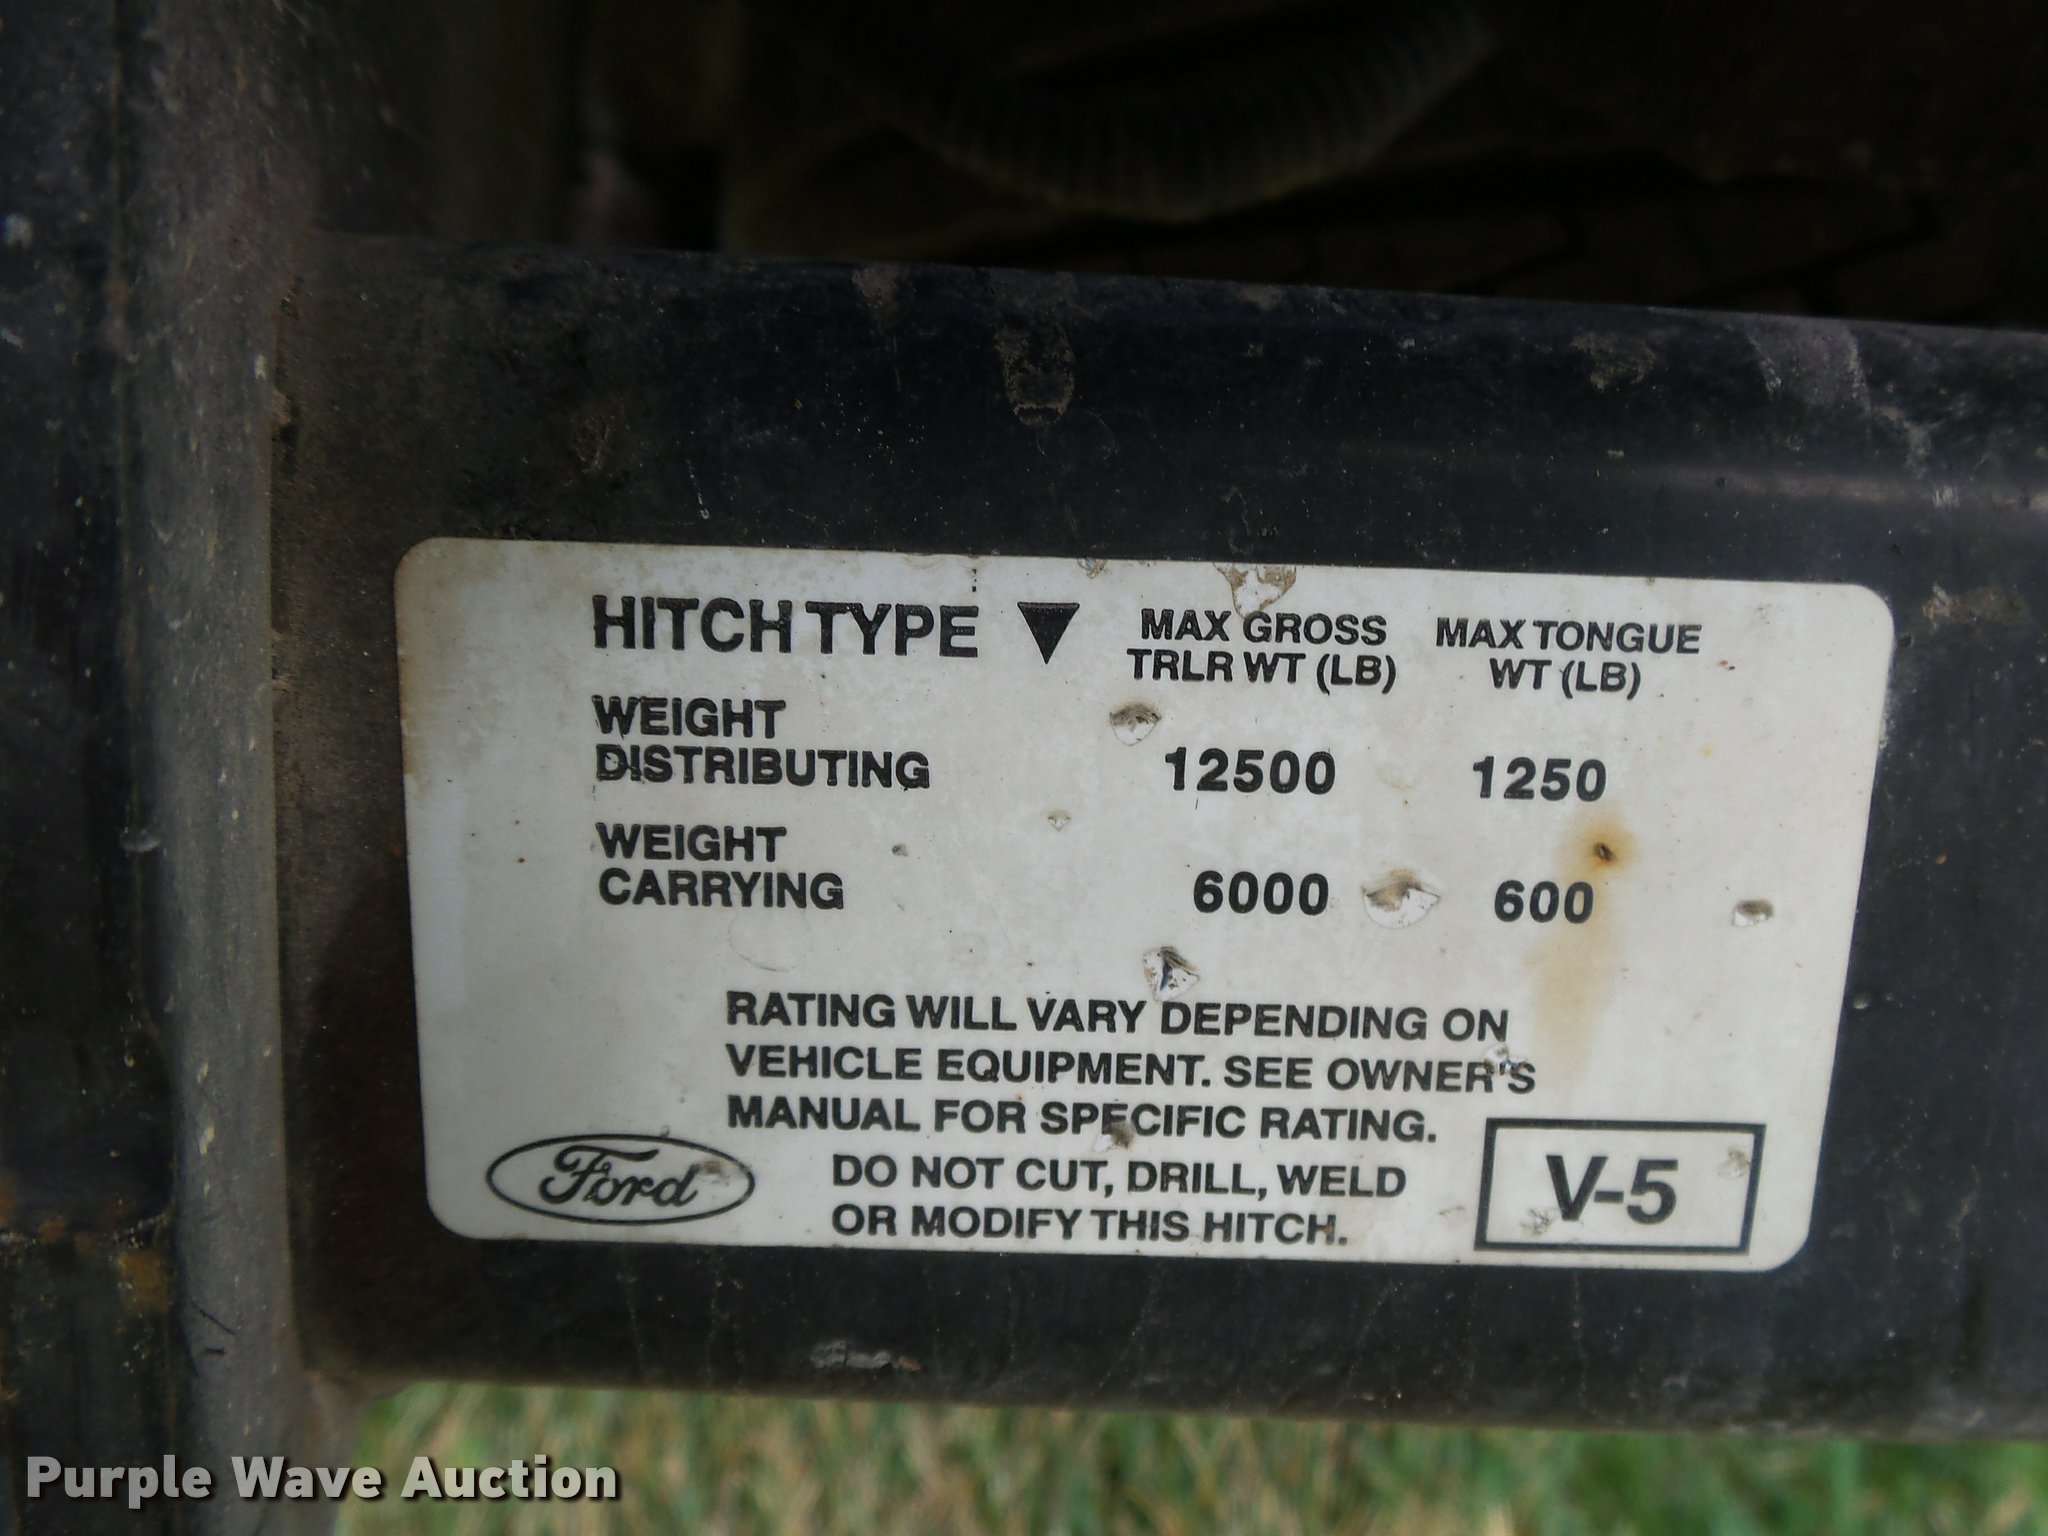 HITCH TYPE ▼ MAX GROSS TRLR WT (LB) MAX TONGUE WT (LB)
WEIGHT DISTRIBUTING 12500 1250
WEIGHT CARRYING 6000 600
RATING WILL VARY DEPENDING ON
VEHICLE EQUIPMENT. SEE OWNER'S
MANUAL FOR SPECIFIC RATING.
Ford
DO NOT CUT, DRILL, WELD
OR MODIFY THIS HITCH.
V-5
Purple Wave Auction